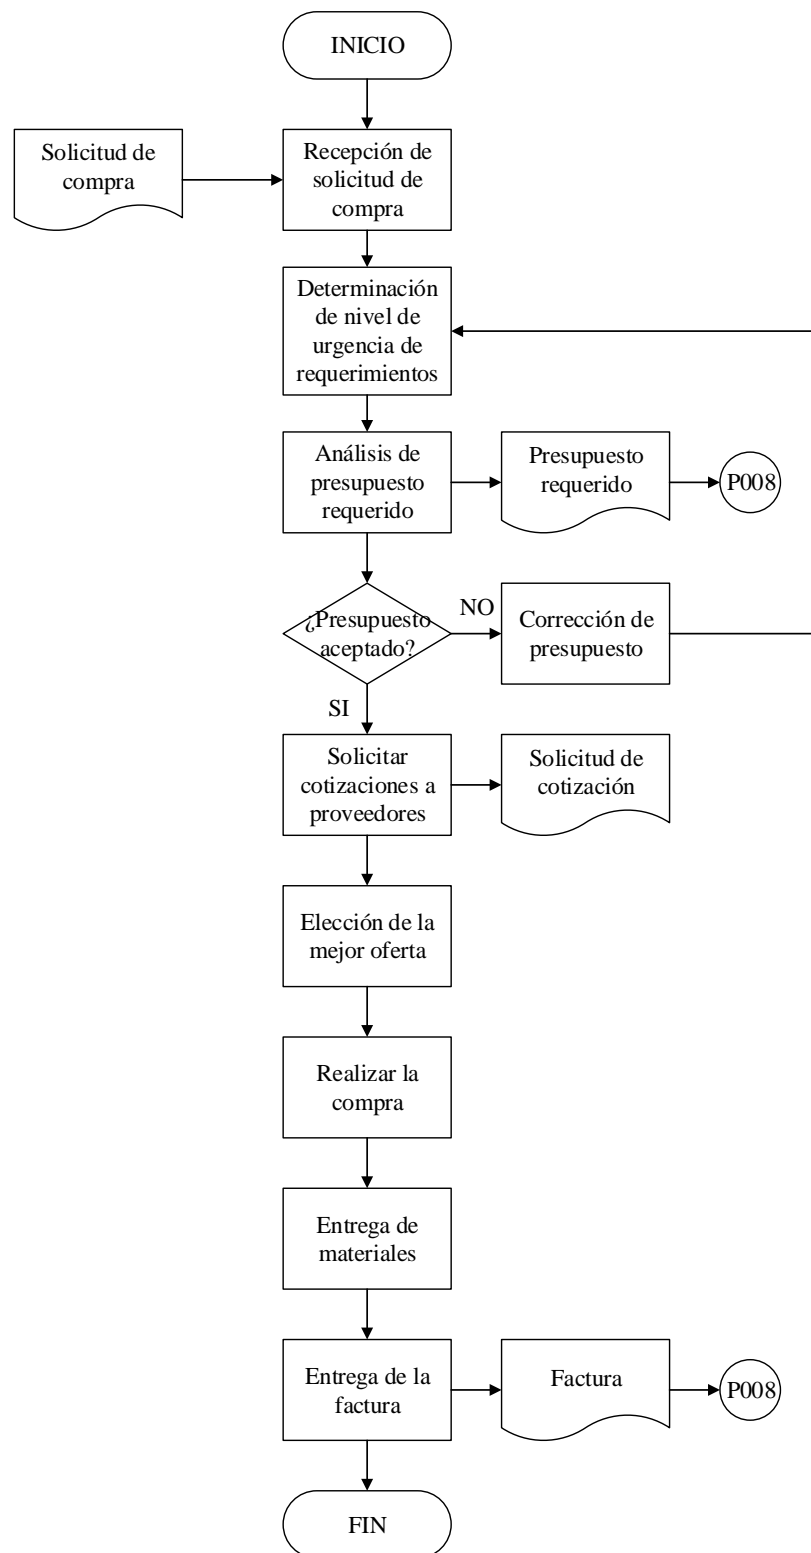 INICIO
Solicitud de
compra
Recepción de
solicitud de
compra
Determinación
de nivel de
urgencia de
requerimientos
Análisis de
presupuesto
requerido
Presupuesto
requerido
P008
¿Presupuesto
aceptado?
NO
Corrección de
presupuesto
SI
Solicitar
cotizaciones a
proveedores
Solicitud de
cotización
Elección de la
mejor oferta
Realizar la
compra
Entrega de
materiales
Entrega de la
factura
Factura
P008
FIN